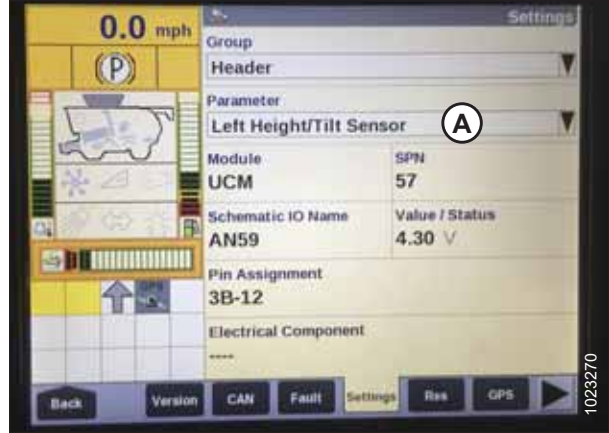 0.0 mph
Settings
(P)
Group
Header
Parameter
Left Height/Tilt Sensor
A
Module
SPN
UCM
57
Schematic IO Name
Value / Status
AN59
4.30 V
Pin Assignment
3B-12
GPS
Electrical Component
----
Back
Version
CAN
Fault
Settings
Res
GPS
1023270